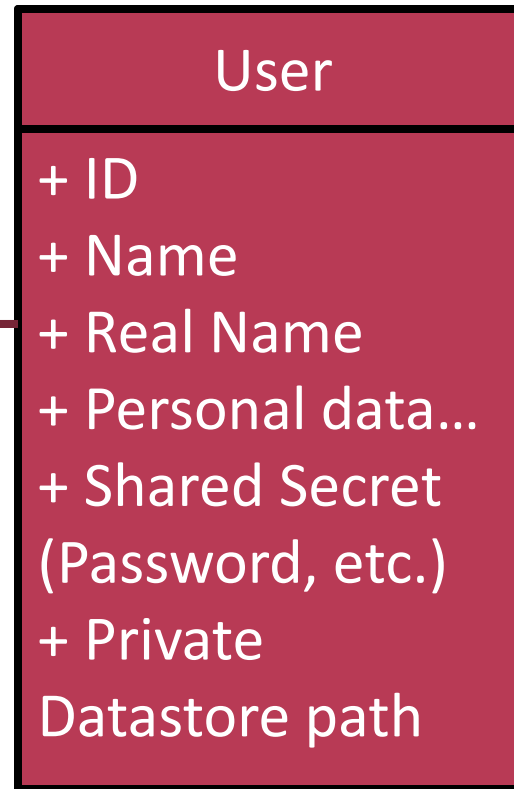 User
+ ID
+ Name
+ Real Name
+ Personal data…
+ Shared Secret
(Password, etc.)
+ Private
Datastore path